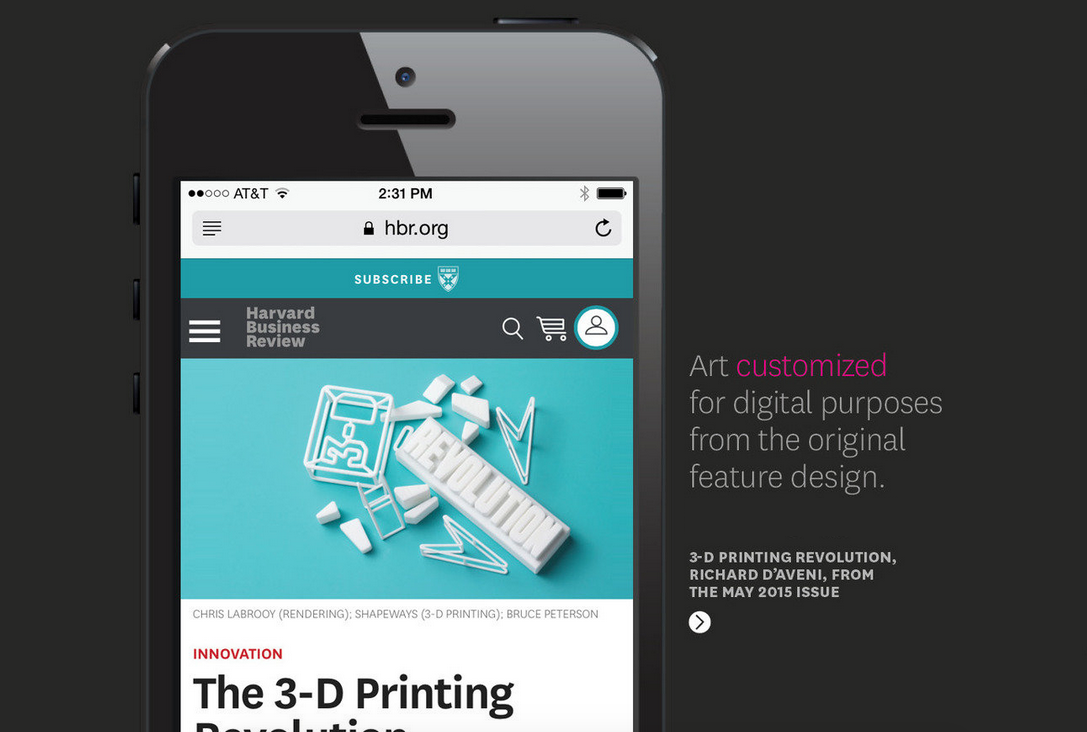 AT&T
2:31 PM
hbr.org
SUBSCRIBE
Harvard
Business
Review
3-D
REVOLUTION
CHRIS LABROOY (RENDERING); SHAPEWAYS (3-D PRINTING); BRUCE PETERSON
INNOVATION
The 3-D Printing
Revolution
Art customized
for digital purposes
from the original
feature design.
3-D PRINTING REVOLUTION,
RICHARD D’AVENI, FROM
THE MAY 2015 ISSUE